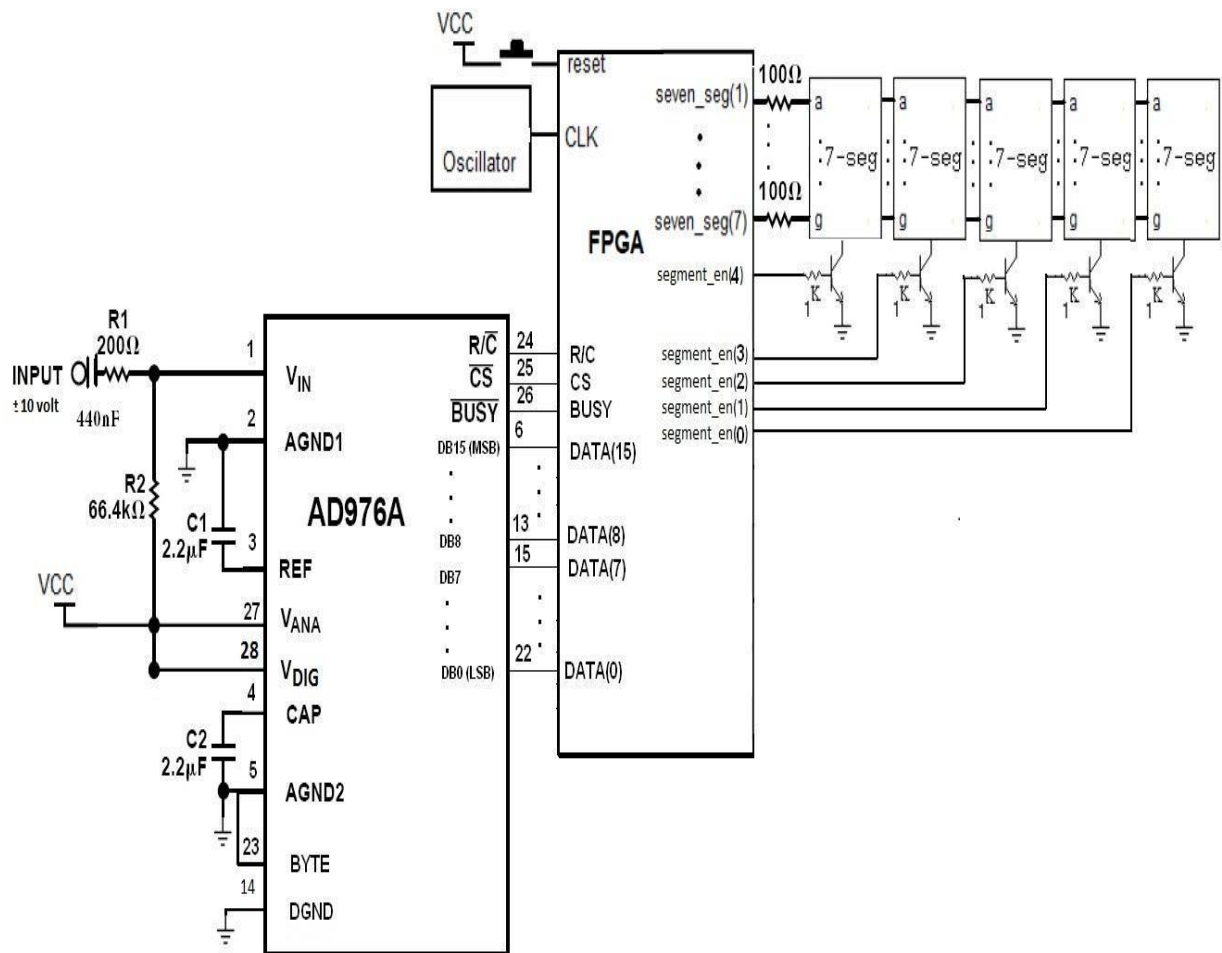 VCC
reset
Oscillator
CLK
FPGA
seven_seg(1)
100Ω
seven_seg(7)
100Ω
a
7-seg
g
a
7-seg
g
a
7-seg
g
a
7-seg
g
a
7-seg
g
segment_en(4)
1 K
1 K
1 K
1 K
1 K
segment_en(3)
segment_en(2)
segment_en(1)
segment_en(0)
R/C
CS
BUSY
DATA(15)
DATA(8)
DATA(7)
DATA(0)
R1
200Ω
INPUT
±10 volt
440nF
R2
66.4kΩ
C1
2.2µF
VCC
C2
2.2µF
AD976A
1
VIN
2
AGND1
3
REF
27
VANA
28
VDIG
4
CAP
5
AGND2
23
BYTE
14
DGND
R/C̅ 24
C̅S̅ 25
B̅U̅S̅Y̅ 26
DB15 (MSB) 6
DB8 13
DB7 15
DB0 (LSB) 22